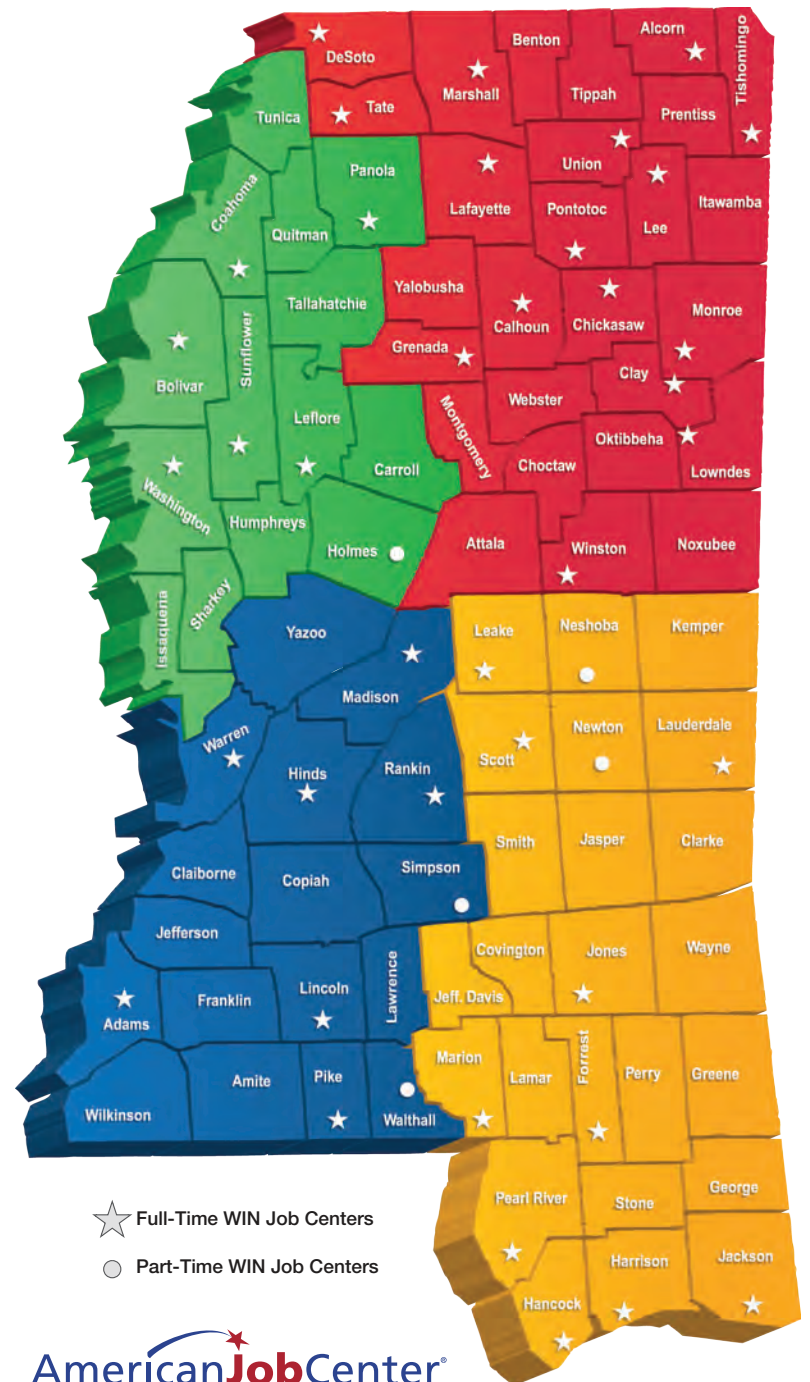 DeSoto
Benton
Alcorn
Tishomingo
Tunica
Tate
Marshall
Tippah
Prentiss
Panola
Union
Coahoma
Quitman
Lafayette
Pontotoc
Lee
Itawamba
Tallahatchie
Yalobusha
Calhoun
Chickasaw
Monroe
Bolivar
Sunflower
Grenada
Clay
Leflore
Montgomery
Webster
Oktibbeha
Carroll
Choctaw
Lowndes
Washington
Humphreys
Holmes
Attala
Winston
Noxubee
Issaquena
Sharkey
Yazoo
Leake
Neshoba
Kemper
Madison
Warren
Hinds
Rankin
Scott
Newton
Lauderdale
Claiborne
Copiah
Simpson
Smith
Jasper
Clarke
Jefferson
Lawrence
Covington
Jones
Wayne
Adams
Franklin
Lincoln
Jeff. Davis
Wilkinson
Amite
Pike
Walthall
Marion
Lamar
Forrest
Perry
Greene
Pearl River
Stone
George
Hancock
Harrison
Jackson
Full-Time WIN Job Centers
Part-Time WIN Job Centers
AmericanJobCenter®